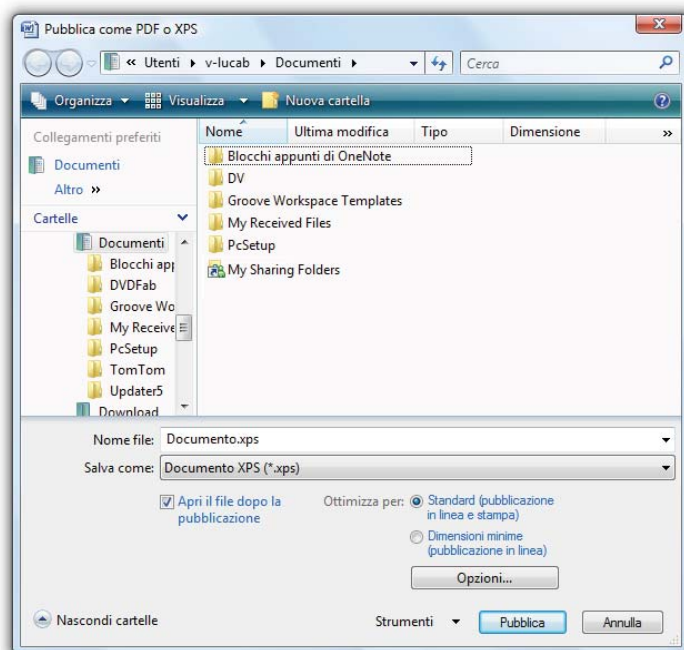 Pubblica come PDF o XPS
« Utenti v-lucab Documenti
Cerca
Organizza Visualizza Nuova cartella
Collegamenti preferiti
Documenti
Altro »
Cartelle
Documenti
Blocchi app
DVDFab
Groove Wo
My Receive
PcSetup
TomTom
Updater5
Download
Nome Ultima modifica Tipo Dimensione »
Blocchi appunti di OneNote
DV
Groove Workspace Templates
My Received Files
PcSetup
My Sharing Folders
Nome file: Documento.xps
Salva come: Documento XPS (*.xps)
Apri il file dopo la
pubblicazione
Ottimizza per:
Standard (pubblicazione
in linea e stampa)
Dimensioni minime
(pubblicazione in linea)
Opzioni...
Nascondi cartelle
Strumenti
Pubblica
Annulla